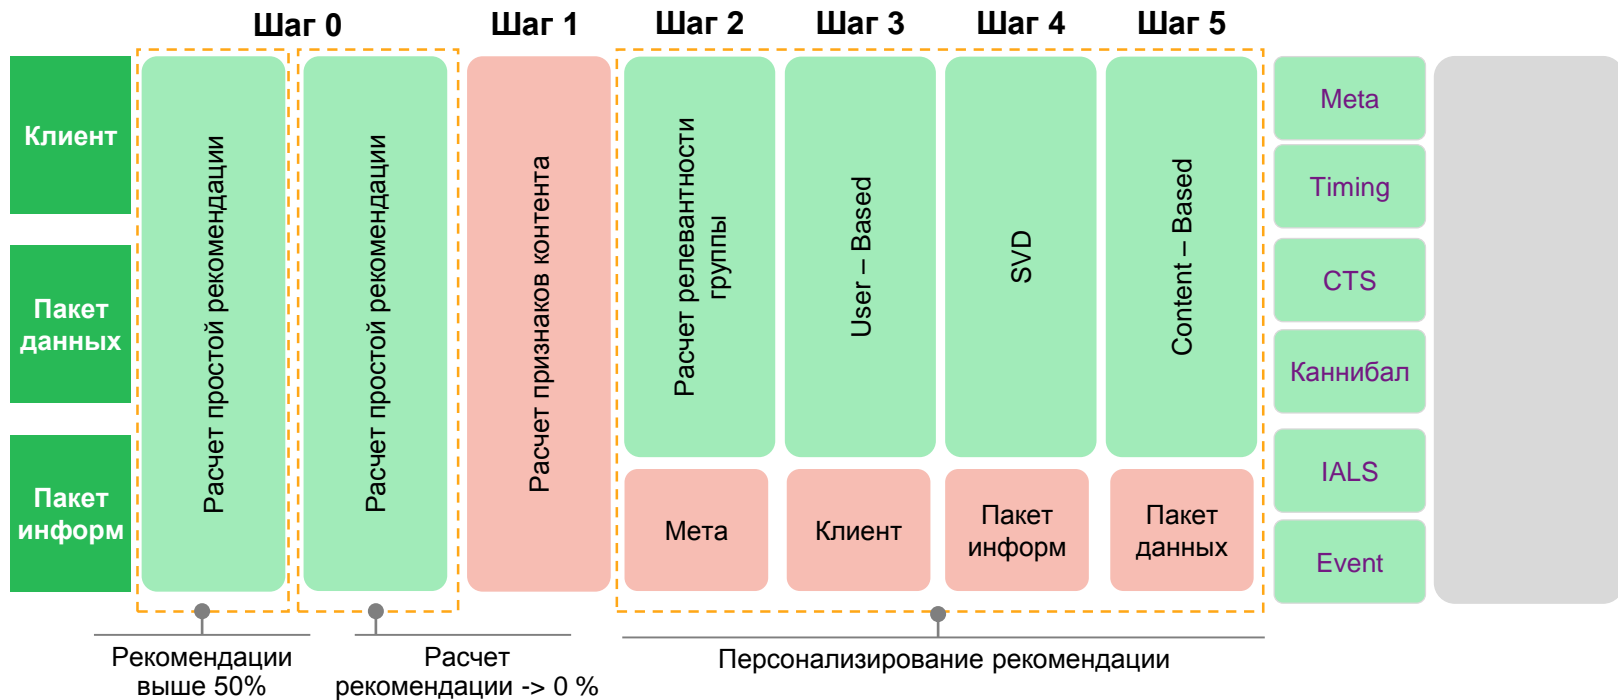 Шаг 0
Шаг 1
Шаг 2
Шаг 3
Шаг 4
Шаг 5
Клиент
Пакет
данных
Пакет
информ
Расчет простой рекомендации
Расчет простой рекомендации
Расчет признаков контента
Расчет релевантности
группы
User – Based
SVD
Content – Based
Мета
Клиент
Пакет
информ
Пакет
данных
Meta
Timing
CTS
Каннибал
IALS
Event
Рекомендации
выше 50%
Расчет
рекомендации -> 0 %
Персонализирование рекомендации